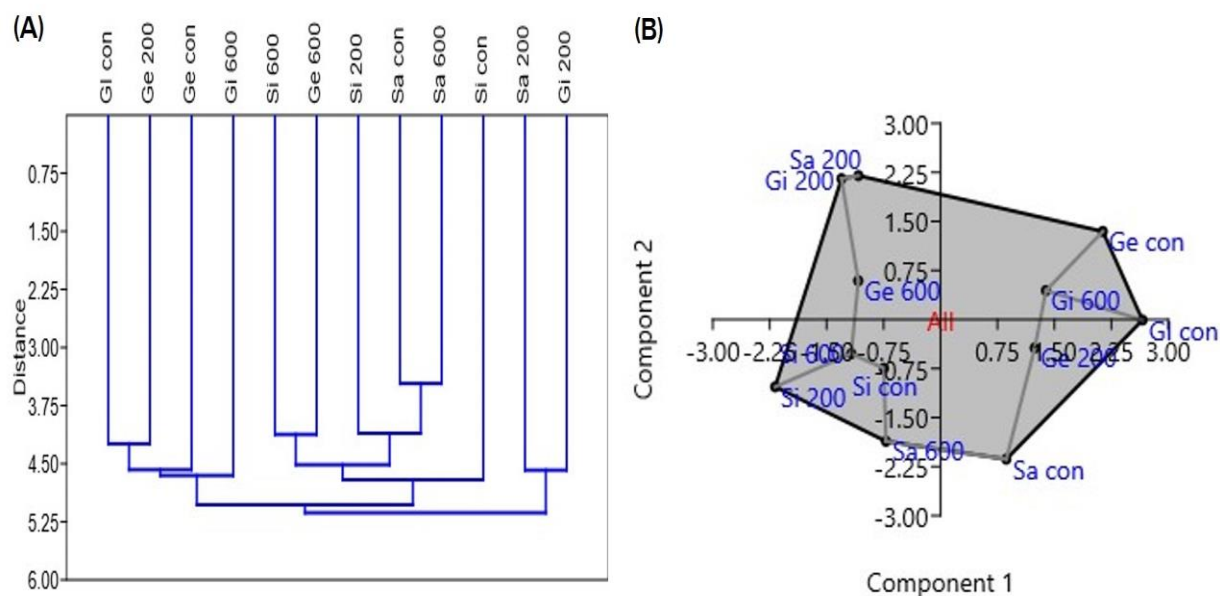 (A)
Gl con
Ge 200
Ge con
Gi 600
Si 600
Ge 600
Si 200
Sa con
Sa 600
Si con
Sa 200
Gi 200
0.75
1.50
2.25
3.00
3.75
4.50
5.25
6.00
Distance
(B)
3.00
2.25
1.50
0.75
-0.75
-1.50
-2.25
-3.00
Component 2
-3.00 -2.25 -1.50 -0.75 0.75 1.50 2.25 3.00
Component 1
Sa 200
Gi 200
Ge con
Ge 600
Gi 600
All
Gl con
Si 600
Ge 200
Si con
Si 200
Sa 600
Sa con